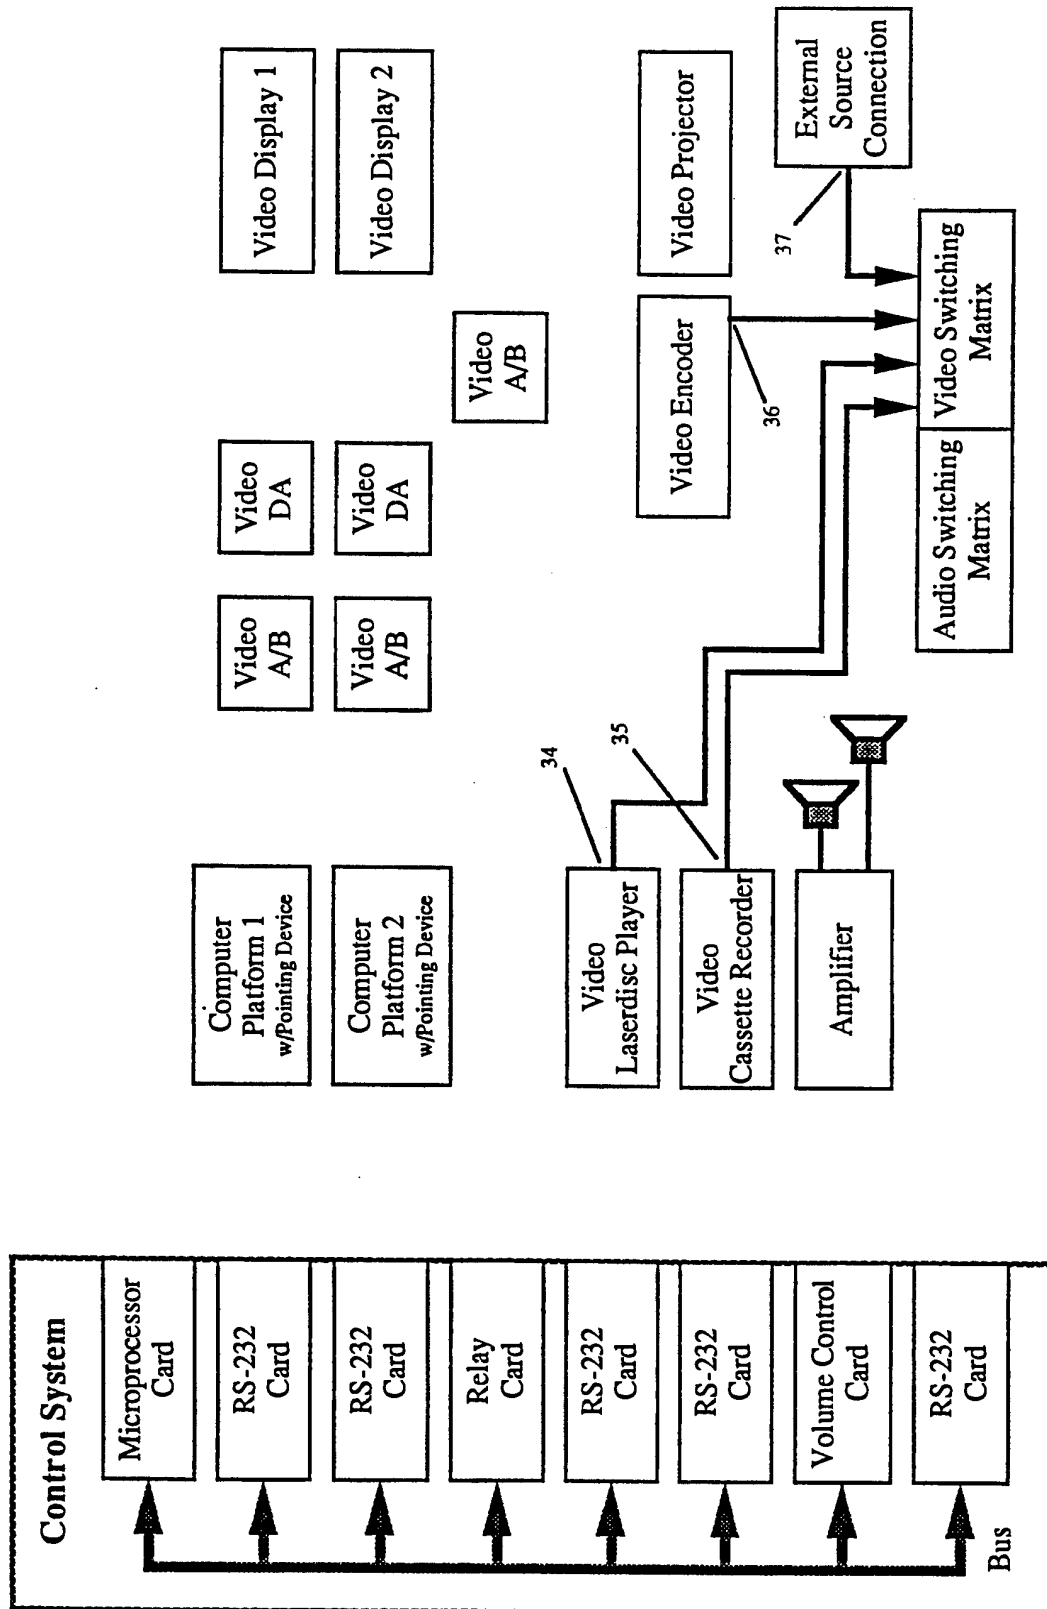 Control System
Microprocessor
Card
RS-232
Card
RS-232
Card
Relay
Card
RS-232
Card
RS-232
Card
Volume Control
Card
RS-232
Card
Bus
Computer
Platform 1
w/Pointing Device
Computer
Platform 2
w/Pointing Device
Video
Laserdisc Player
Video
Cassette Recorder
Amplifier
34
35
Video
A/B
Video
A/B
Video
DA
Video
DA
Video
A/B
Video Display 1
Video Display 2
Video Encoder
Video Projector
36
37
External
Source
Connection
Audio Switching
Matrix
Video Switching
Matrix